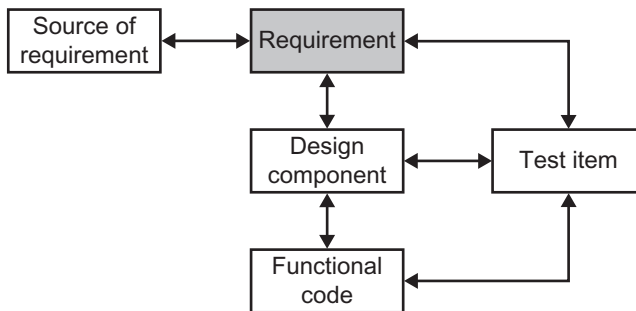 Source of
requirement
Requirement
Design
component
Test item
Functional
code